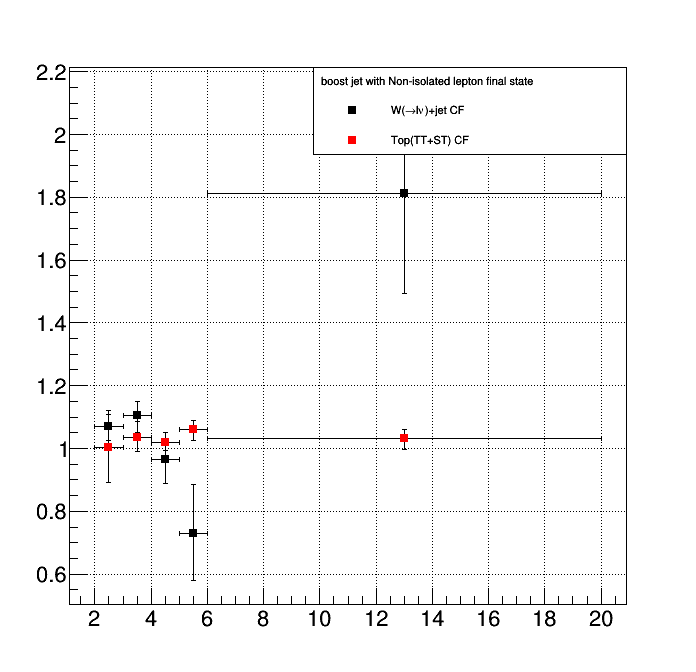 boost jet with Non-isolated lepton final state
W(→lν)+jet CF
Top(TT+ST) CF
2.2
2
1.8
1.6
1.4
1.2
1
0.8
0.6
2 4 6 8 10 12 14 16 18 20